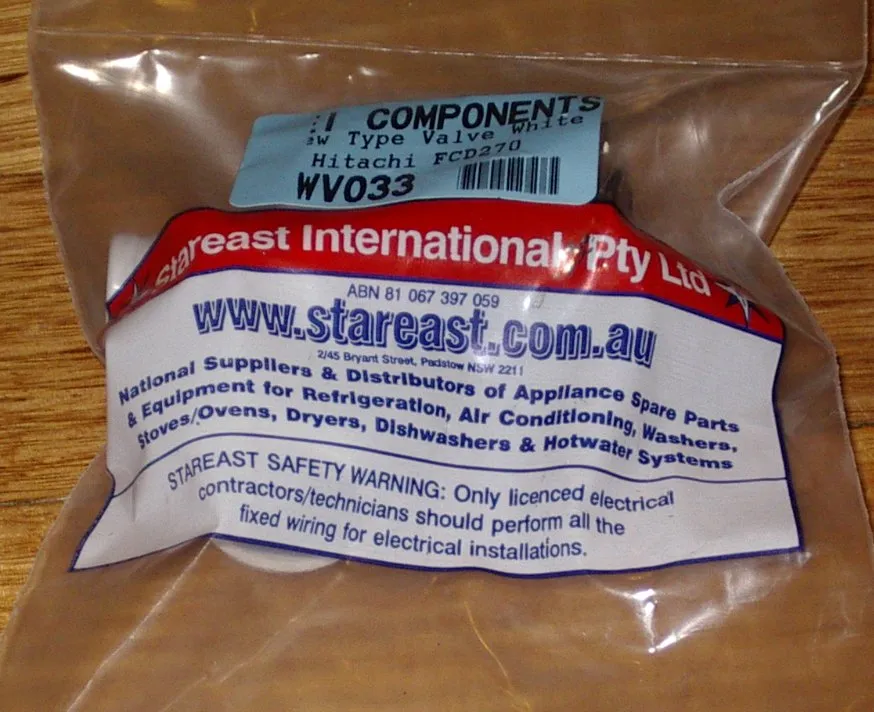 COMPONENTS
Type Valve White
Hitachi FCD270
WV033
Stareast International Pty Ltd
ABN 81 067 397 059
www.stareast.com.au
2/45 Bryant Street, Padstow NSW 2211
National Suppliers & Distributors of Appliance Spare Parts
& Equipment for Refrigeration, Air Conditioning, Washers,
Stoves/Ovens, Dryers, Dishwashers & Hotwater Systems
STAREAST SAFETY WARNING: Only licenced electrical
contractors/technicians should perform all the
fixed wiring for electrical installations.